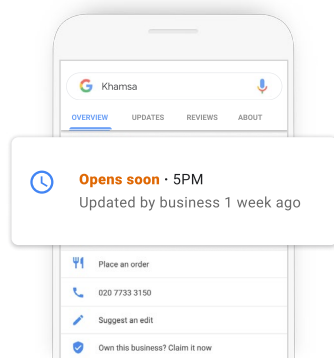 Khamsa
OVERVIEW UPDATES REVIEWS ABOUT
Opens soon · 5PM
Updated by business 1 week ago
Place an order
020 7733 3150
Suggest an edit
Own this business? Claim it now